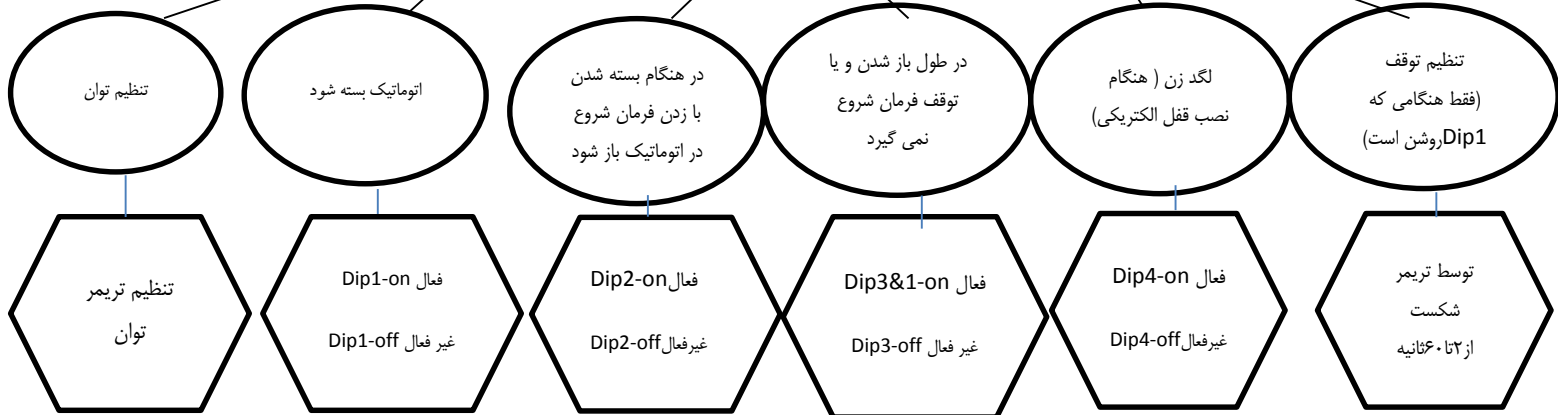 تنظیم توقف
(فقط هنگامی که
Dip1روشن است)
لگد زن ( هنگام
نصب قفل الکتریکی)
در طول باز شدن و یا
توقف فرمان شروع
نمی گیرد
در هنگام بسته شدن
با زدن فرمان شروع
در اتوماتیک باز شود
اتوماتیک بسته شود
تنظیم توان
توسط تریمر
شکست
از۲تا۶۰ثانیه
فعال Dip4-on
غیرفعالDip4-off
فعال Dip3&1-on
غیر فعال Dip3-off
فعالDip2-on
غیرفعالDip2-off
فعال Dip1-on
غیر فعال Dip1-off
تنظیم تریمر
توان